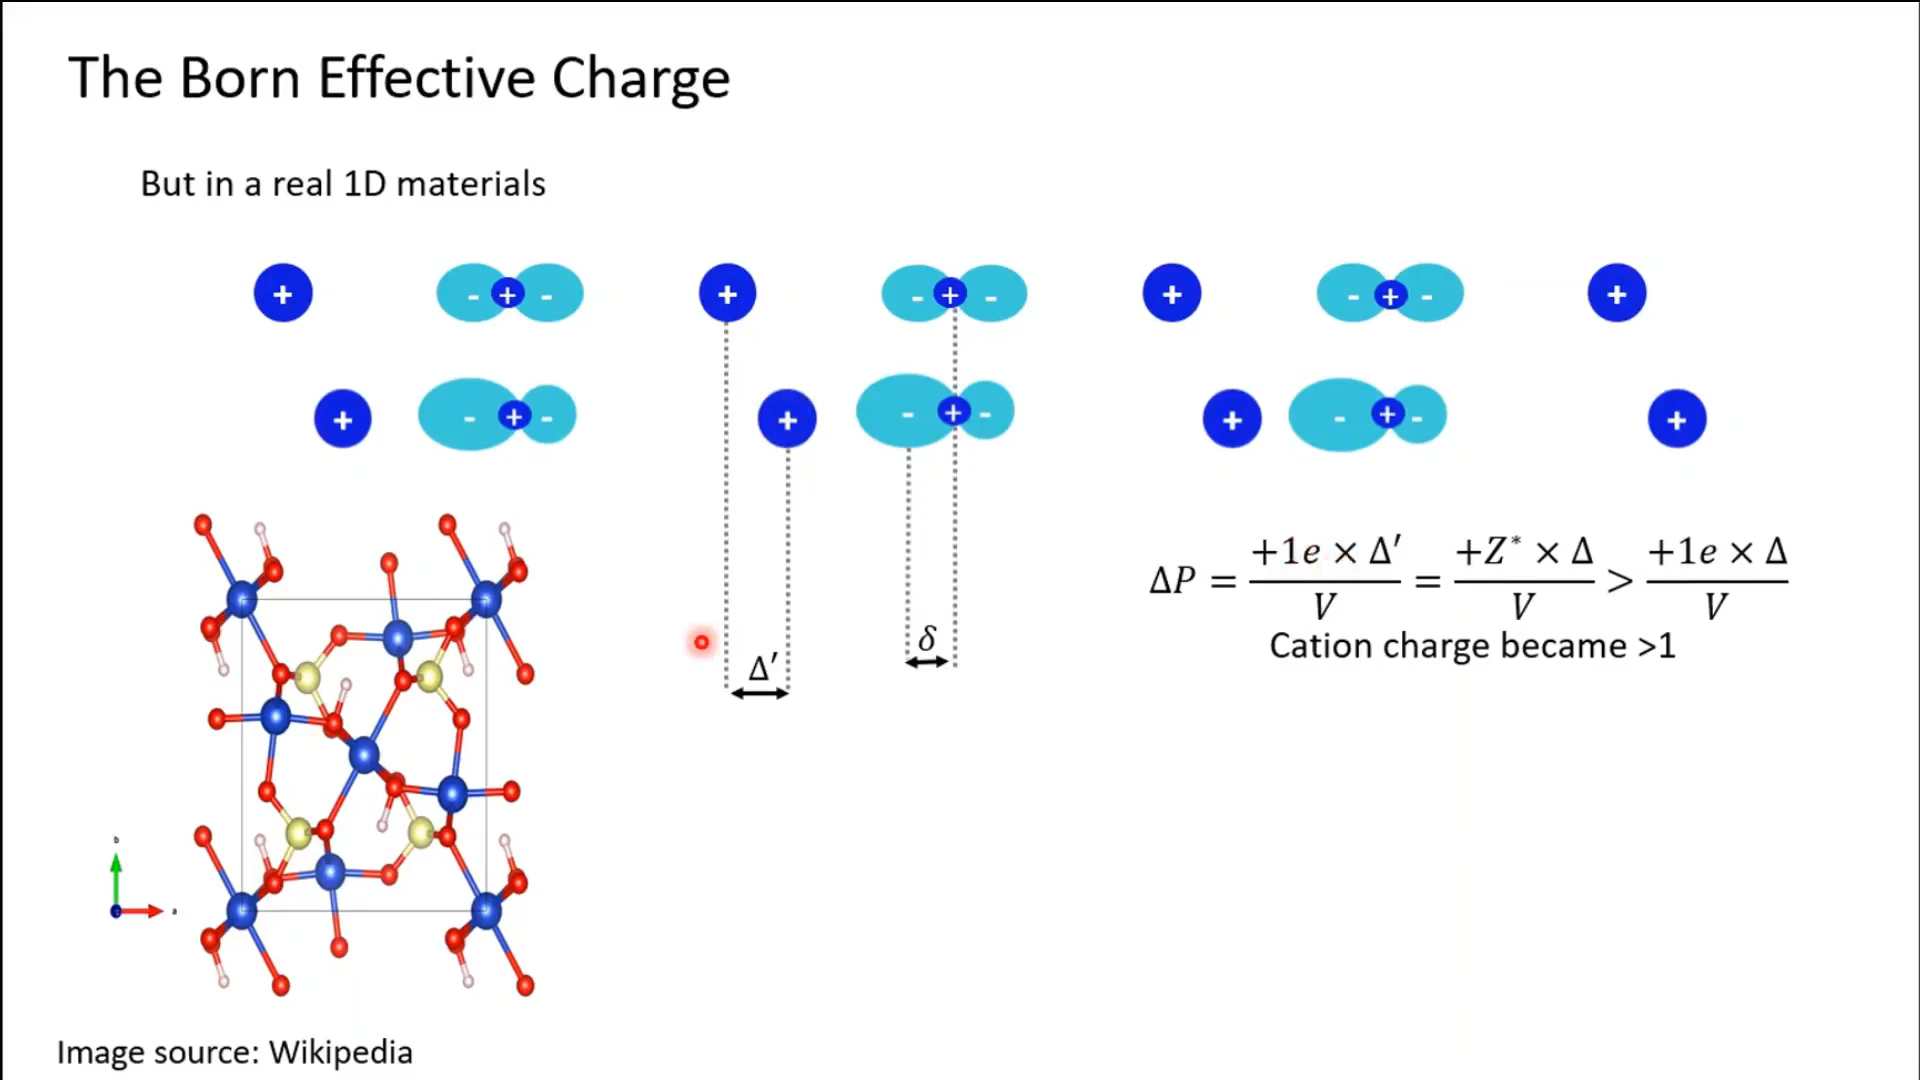 The Born Effective Charge
But in a real 1D materials
+ - + - + - + - + - + - +
+ - + - + - + - + - + - +
ΔP = +1e × Δ′ / V = +Z* × Δ / V > +1e × Δ / V
Cation charge became >1
δ
Δ′
b
a
Image source: Wikipedia